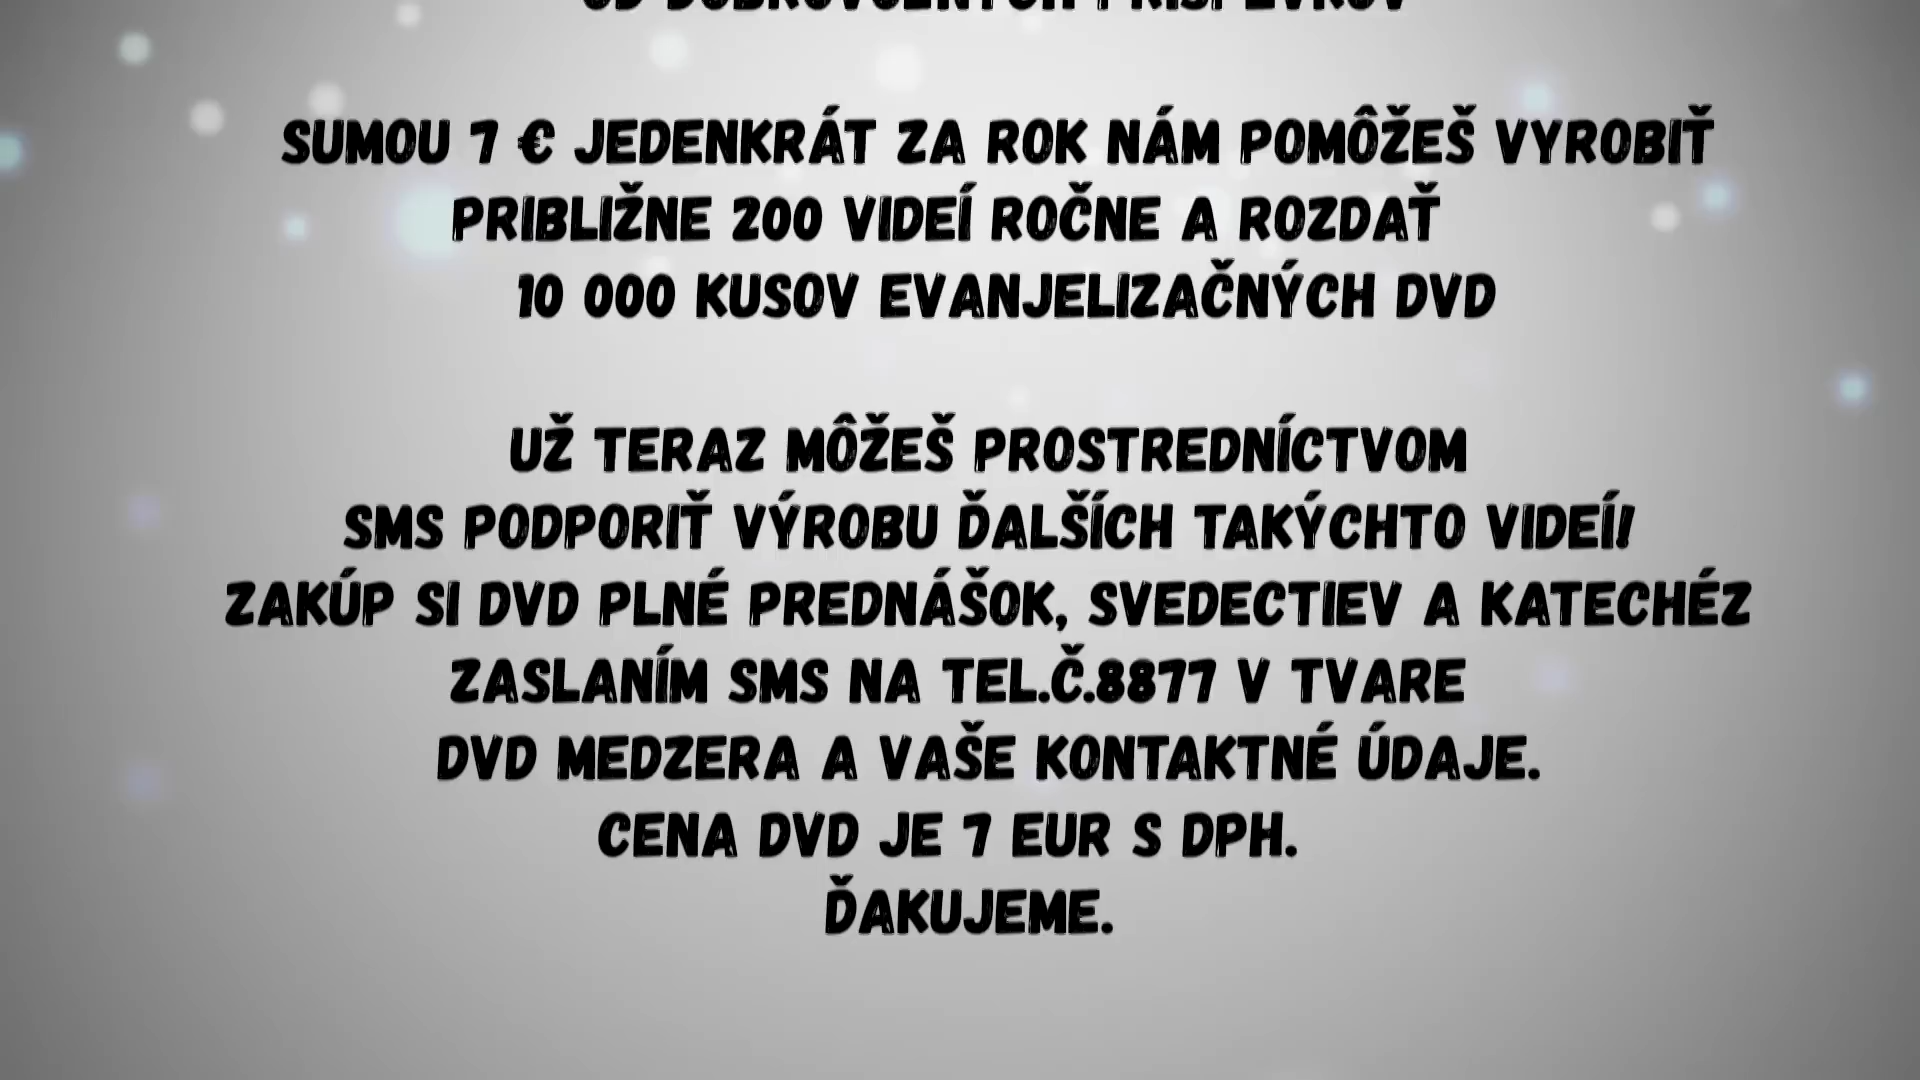 SUMOU 7 € JEDENKRÁT ZA ROK NÁM POMÔŽEŠ VYROBIŤ
PRIBLIŽNE 200 VIDEÍ ROČNE A ROZDAŤ
10 000 KUSOV EVANJELIZAČNÝCH DVD
UŽ TERAZ MÔŽEŠ PROSTREDNÍCTVOM
SMS PODPORIŤ VÝROBU ĎALŠÍCH TAKÝCHTO VIDEÍ!
ZAKÚP SI DVD PLNÉ PREDNÁŠOK, SVEDECTIEV A KATECHÉZ
ZASLANÍM SMS NA TEL.Č.8877 V TVARE
DVD MEDZERA A VAŠE KONTAKTNÉ ÚDAJE.
CENA DVD JE 7 EUR S DPH.
ĎAKUJEME.